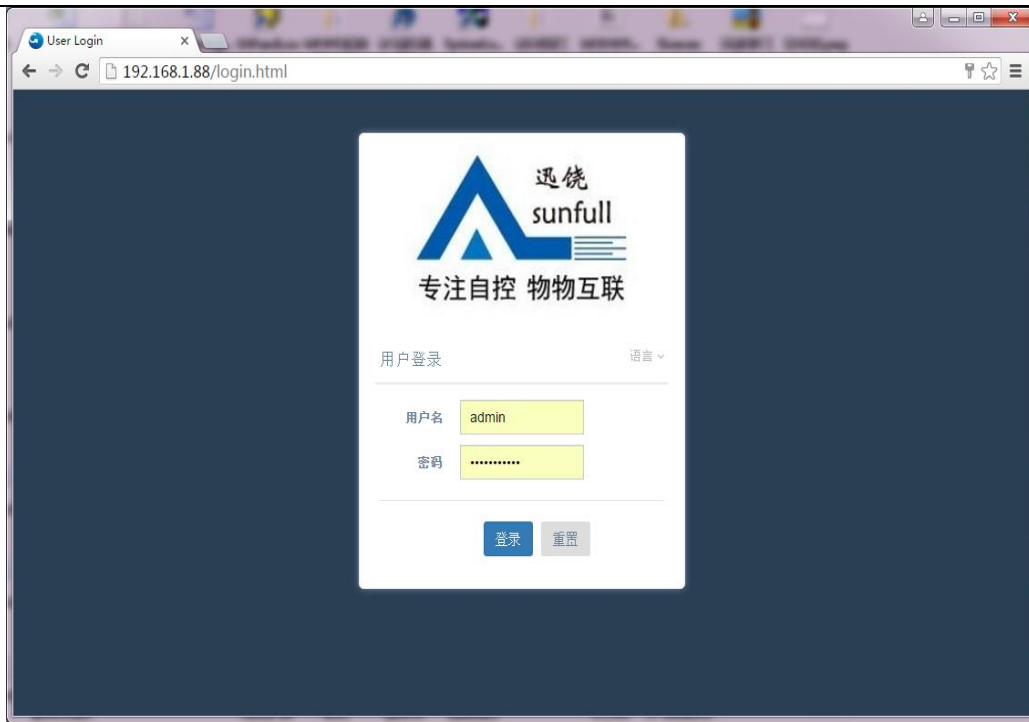 User Login
192.168.1.88/login.html
迅饶
sunfull
专注自控 物物互联
用户登录
语言
用户名
admin
密码
•••••••••••
登录
重置